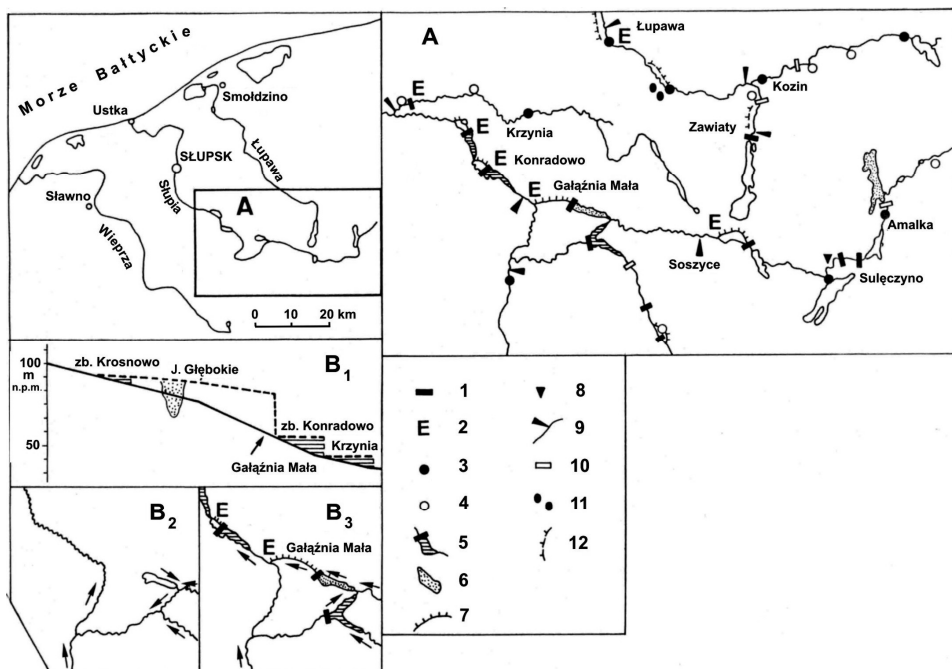 Morze Bałtyckie
Ustka
Smołdzino
SŁUPSK
Łupawa
Słupia
Sławno
Wieprza
A
0 10 20 km
A
Łupawa
E
Kozin
E
Krzynia
Zawiaty
E
E
Konradowo
Gałąźnia Mała
E
E
Amalka
Soszyce
Sulęczyno
100
m
n.p.m.
50
zb. Krosnowo
J. Głębokie
B1
zb. Konradowo
Krzynia
Gałąźnia Mała
B2
B3
E
E
Gałąźnia Mała
1
E 2
3
4
5
6
7
8
9
10
11
12